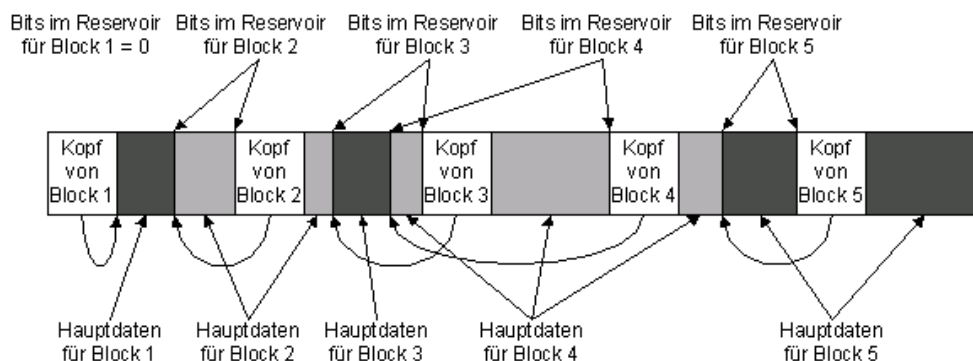 Bits im Reservoir
für Block 1 = 0
Bits im Reservoir
für Block 2
Bits im Reservoir
für Block 3
Bits im Reservoir
für Block 4
Bits im Reservoir
für Block 5
Kopf
von
Block 1
Kopf
von
Block 2
Kopf
von
Block 3
Kopf
von
Block 4
Kopf
von
Block 5
Hauptdaten
für Block 1
Hauptdaten
für Block 2
Hauptdaten
für Block 3
Hauptdaten
für Block 4
Hauptdaten
für Block 5